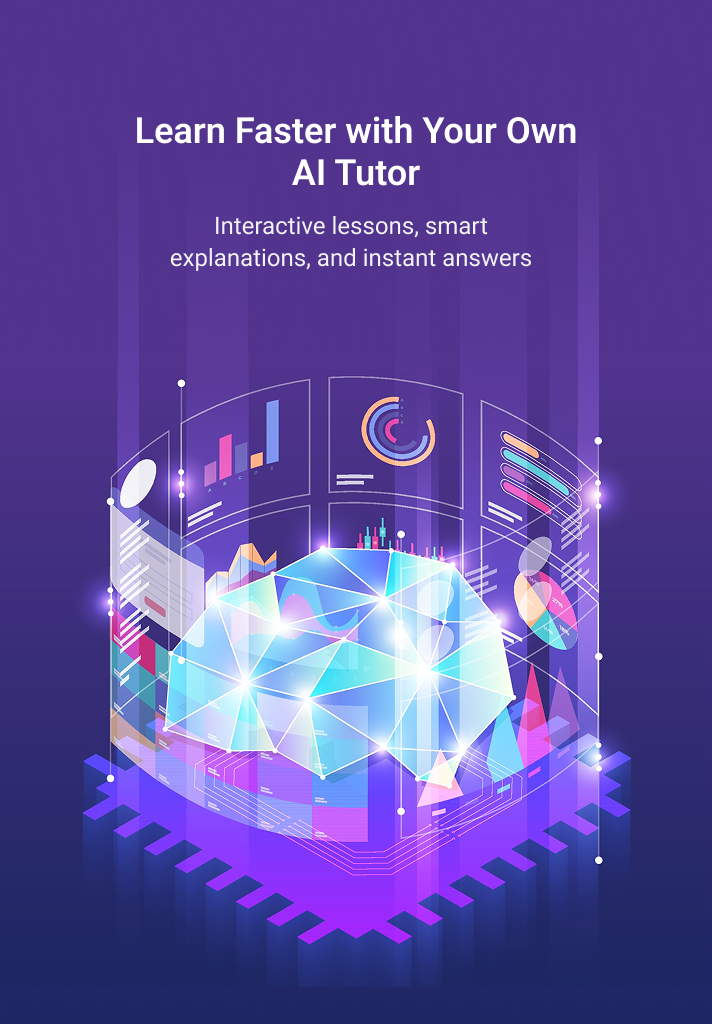 Learn Faster with Your Own
AI Tutor
Interactive lessons, smart
explanations, and instant answers